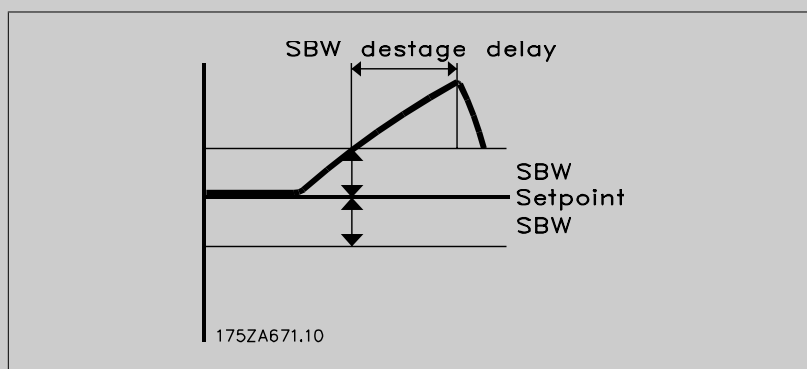 SBW destage delay
SBW
Setpoint
SBW
175ZA671.10